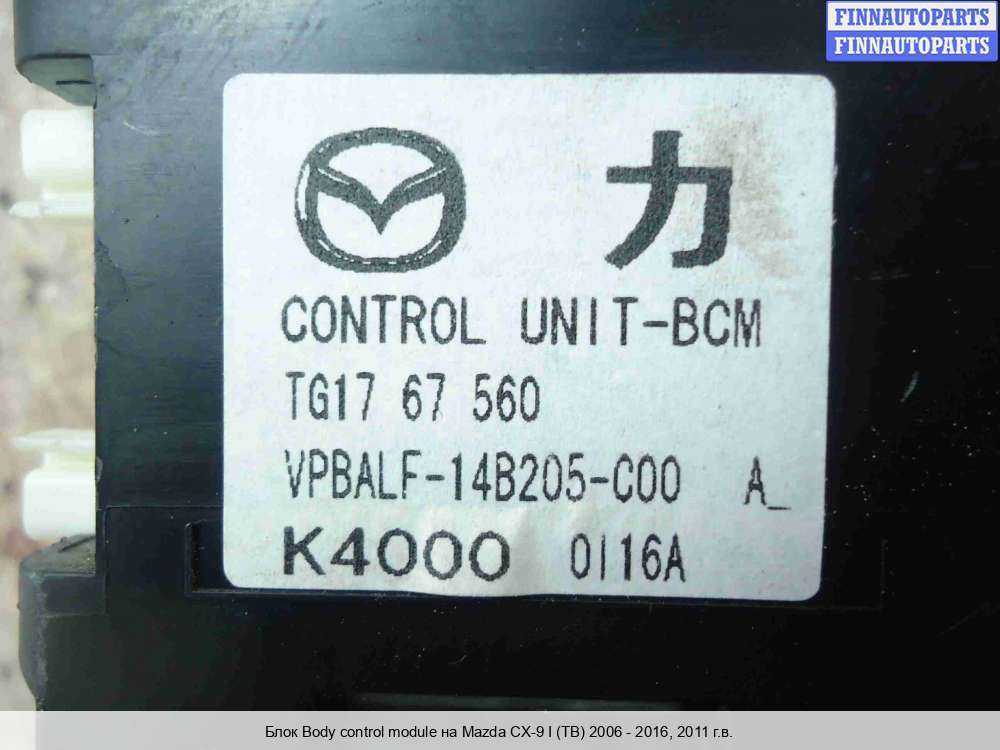 FINNAUTOPARTS
FINNAUTOPARTS
力
CONTROL UNIT-BCM
TG17 67 560
VPBALF-14B205-C00 A_
K4000 0116A
Блок Body control module на Mazda CX-9 I (TB) 2006 - 2016, 2011 г.в.